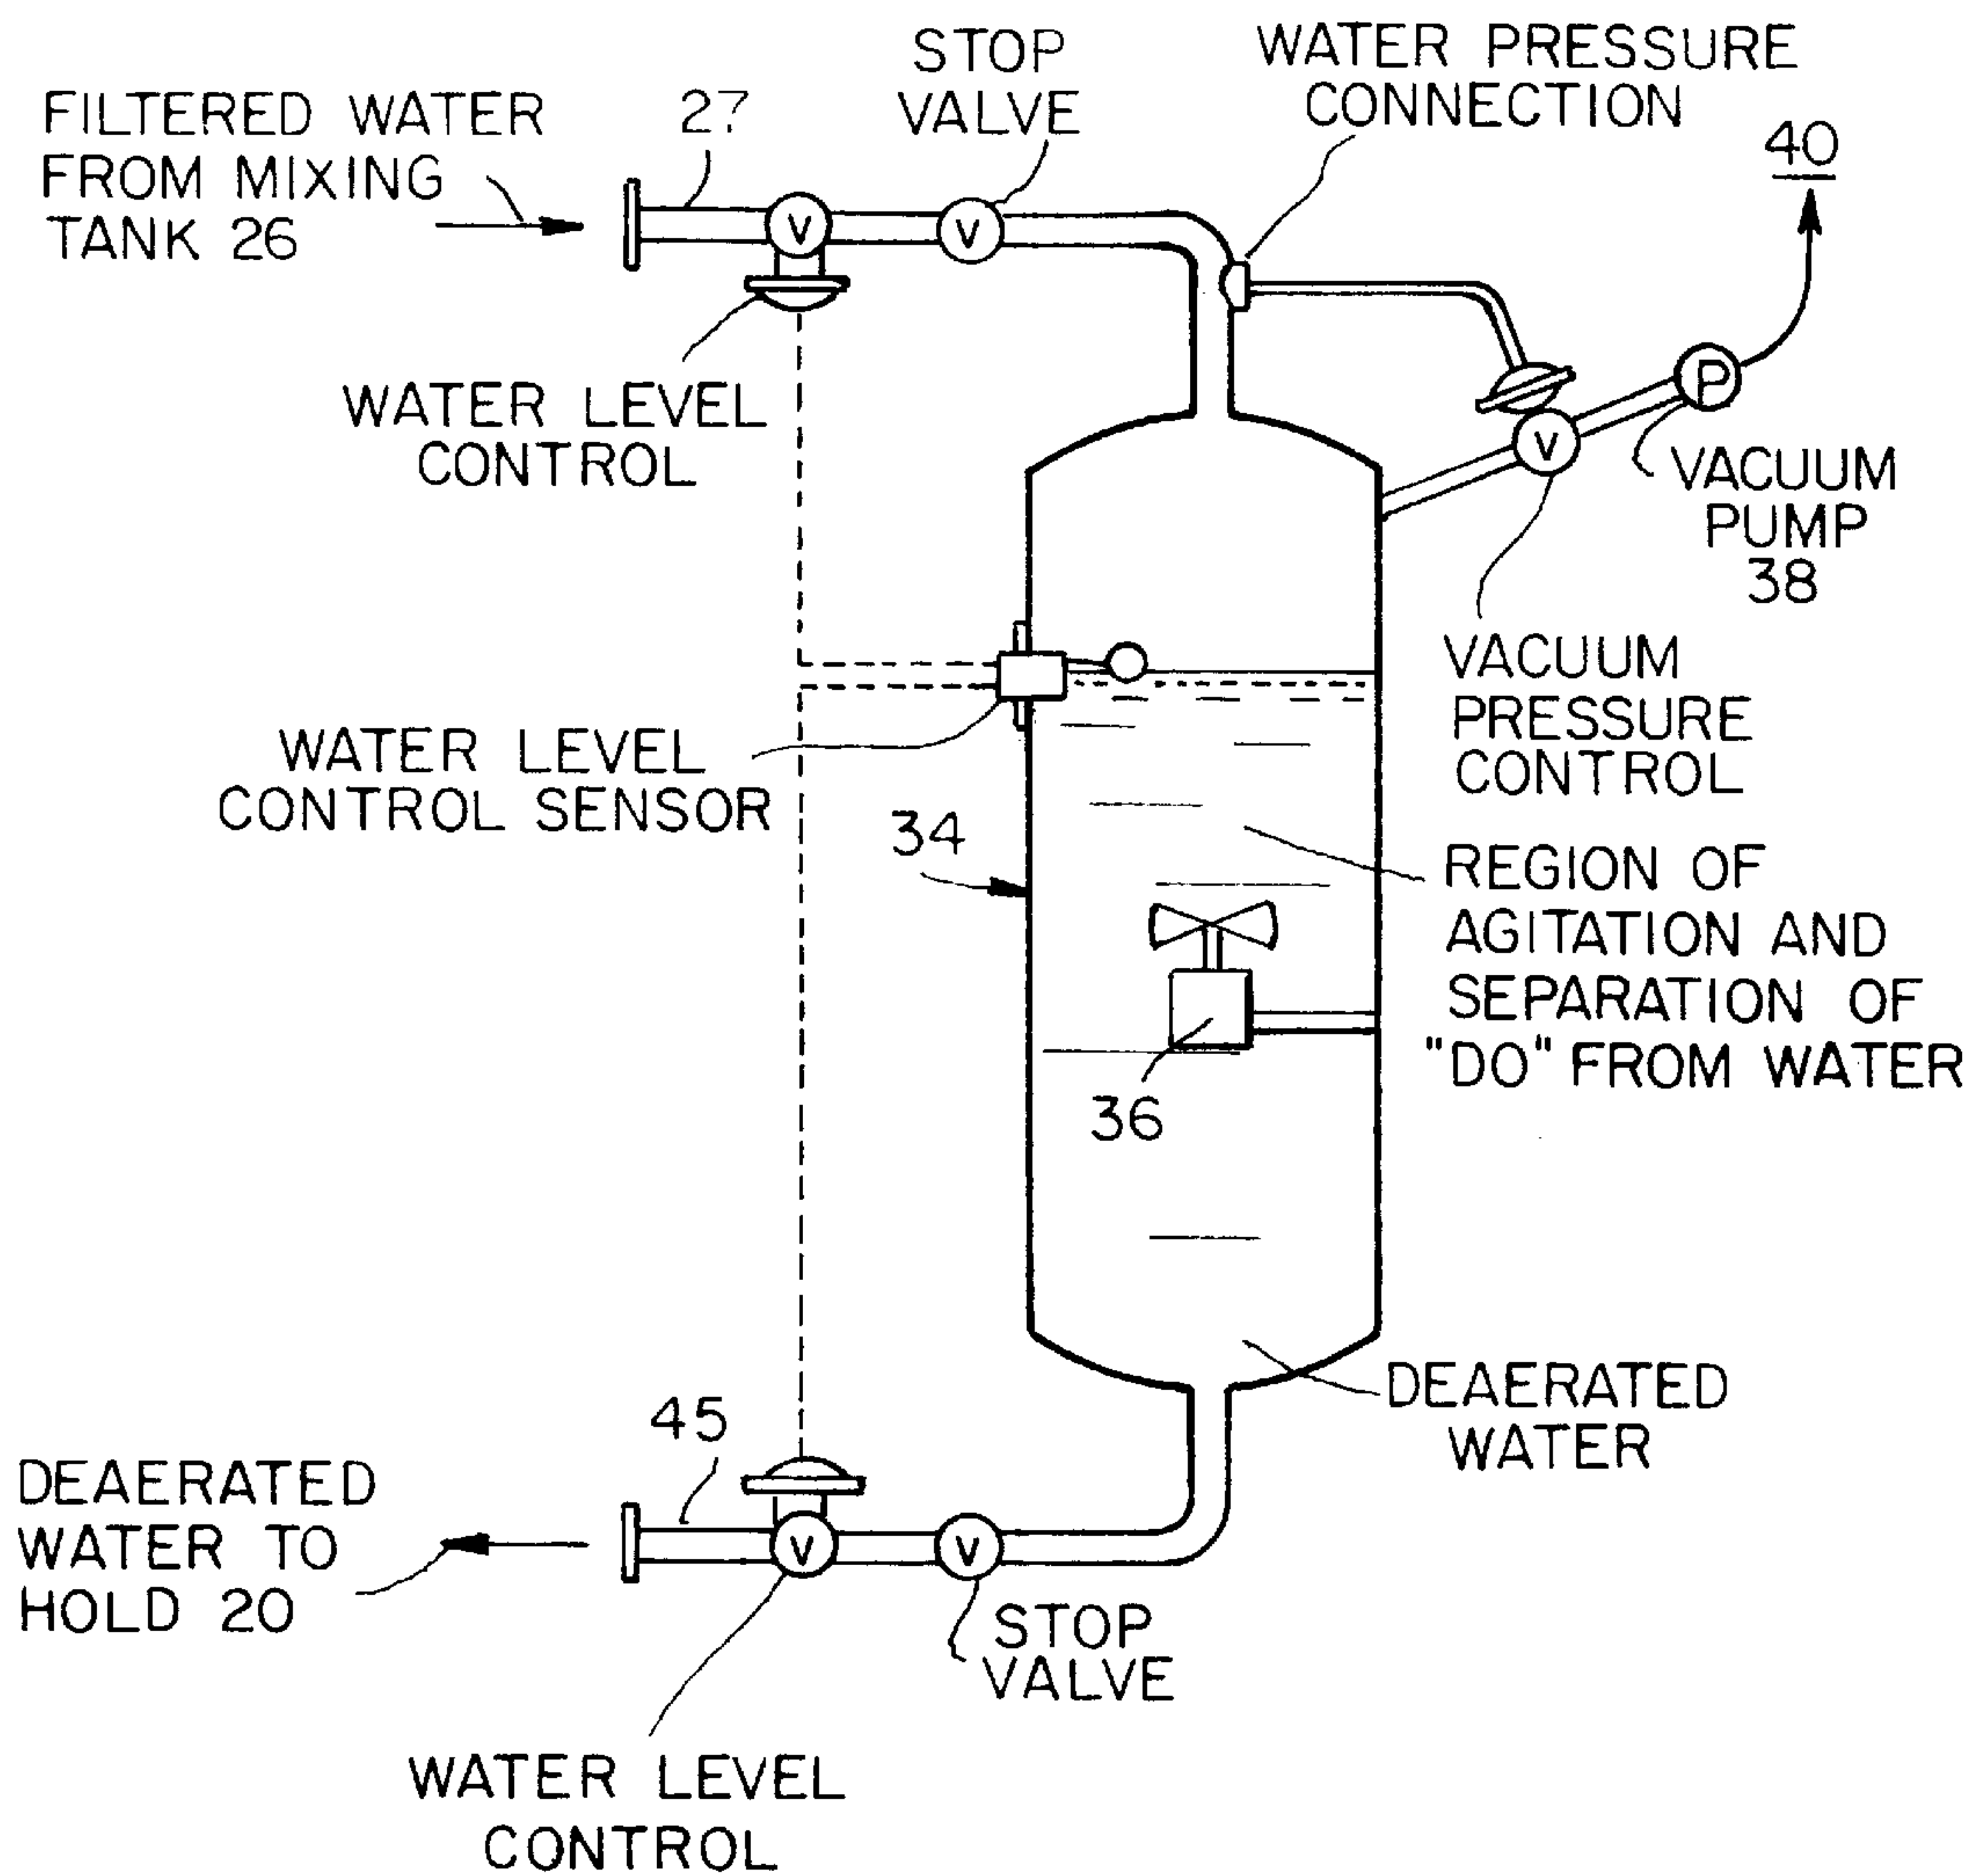 STOP
VALVE
WATER PRESSURE
CONNECTION
FILTERED WATER
FROM MIXING
TANK 26
27
40
V
V
WATER LEVEL
CONTROL
P
V
VACUUM
PUMP
38
VACUUM
PRESSURE
CONTROL
WATER LEVEL
CONTROL SENSOR
34
REGION OF
AGITATION AND
SEPARATION OF
"DO" FROM WATER
36
DEAERATED
WATER
45
DEAERATED
WATER TO
HOLD 20
V
V
STOP
VALVE
WATER LEVEL
CONTROL